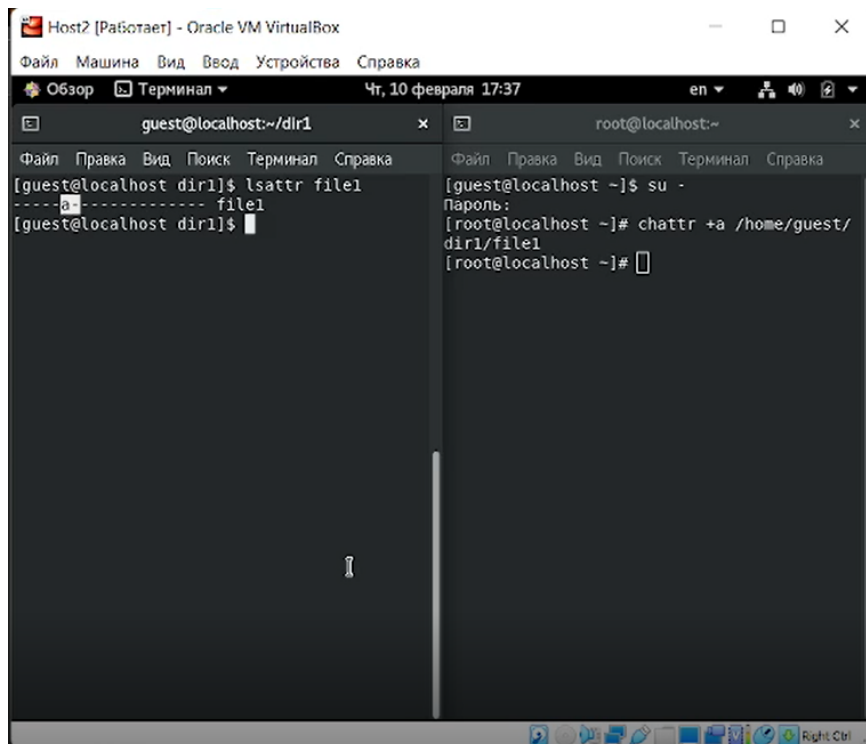 Host2 [Работает] - Oracle VM VirtualBox
Файл Машина Вид Ввод Устройства Справка
Обзор Терминал Чт, 10 февраля 17:37 en
guest@localhost:~/dir1
Файл Правка Вид Поиск Терминал Справка
[guest@localhost dir1]$ lsattr file1
-----a-------------- file1
[guest@localhost dir1]$
root@localhost:~
Файл Правка Вид Поиск Терминал Справка
[guest@localhost ~]$ su -
Пароль:
[root@localhost ~]# chattr +a /home/guest/
dir1/file1
[root@localhost ~]#
Right Ctrl